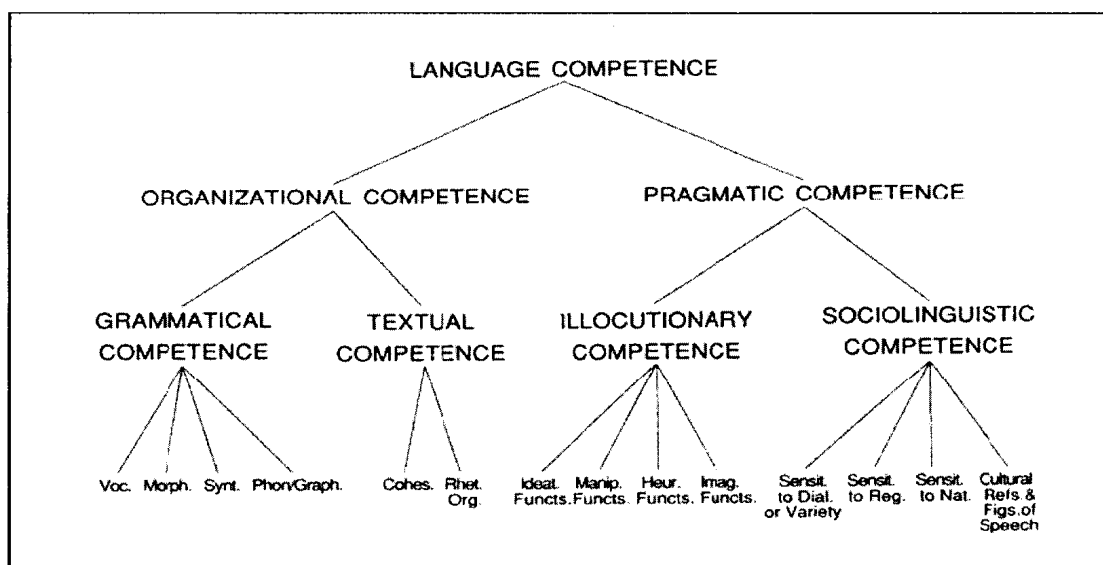 LANGUAGE COMPETENCE
ORGANIZATIONAL COMPETENCE
PRAGMATIC COMPETENCE
GRAMMATICAL
COMPETENCE
TEXTUAL
COMPETENCE
ILLOCUTIONARY
COMPETENCE
SOCIOLINGUISTIC
COMPETENCE
Voc.
Morph.
Synt.
Phon/Graph.
Cohes.
Rhet.
Org.
Ideat.
Functs.
Manip.
Functs.
Heur.
Functs.
Imag.
Functs.
Sensit.
to Dial.
or Variety
Sensit.
to Reg.
Sensit.
to Nat.
Cultural
Refs.&
Figs.of
Speech